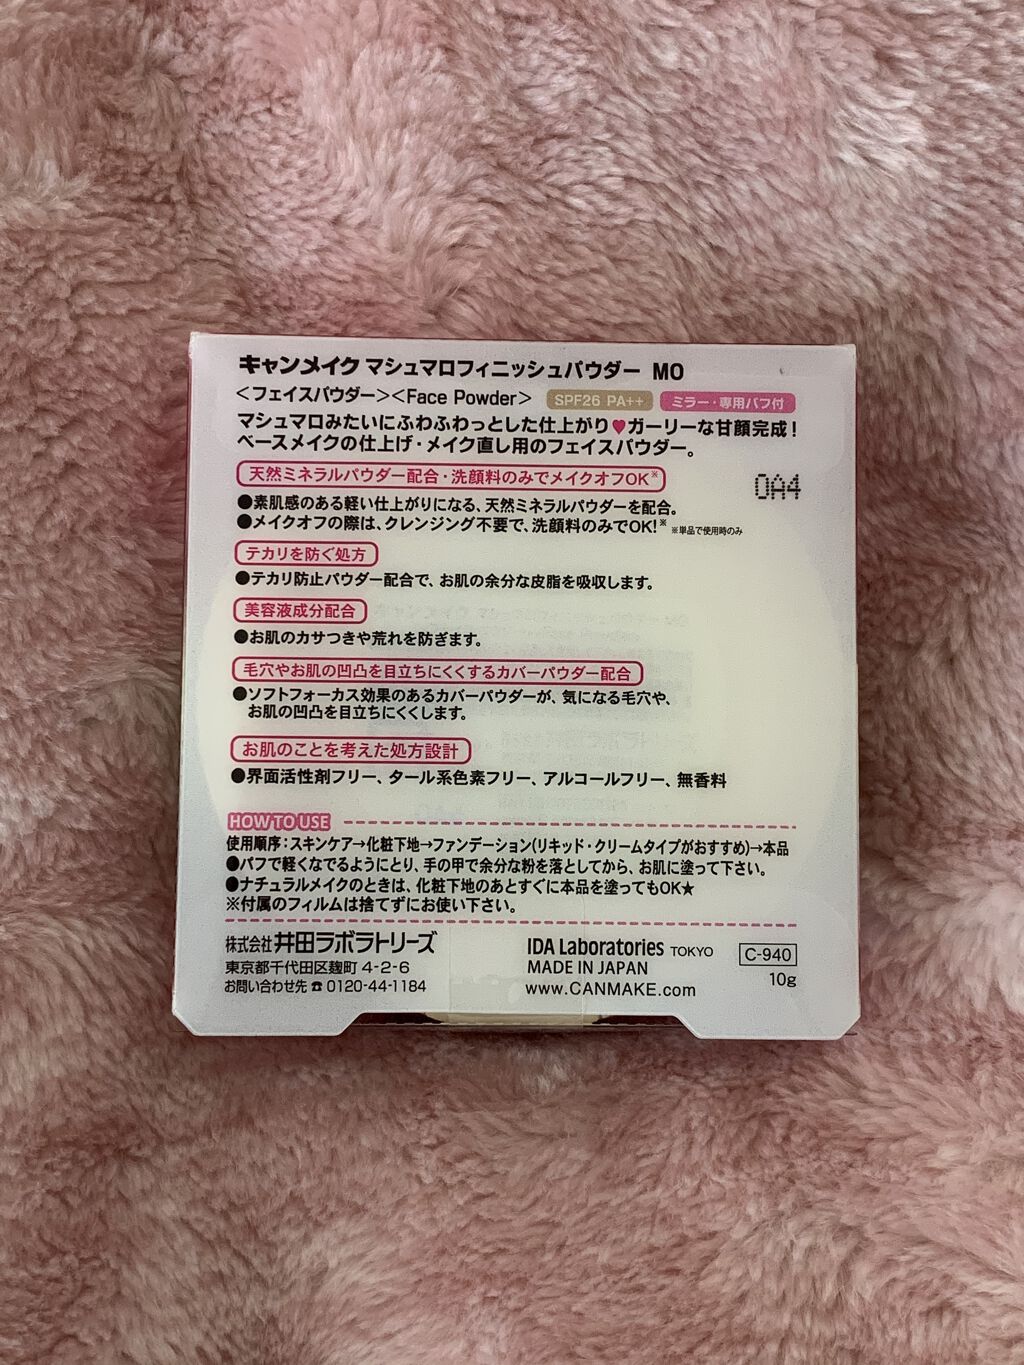 キャンメイク マシュマロフィニッシュパウダー MO
＜フェイスパウダー＞＜Face Powder＞ SPF26 PA++ ミラー・専用パフ付
マシュマロみたいにふわふわっとした仕上がり♥ガーリーな甘顔完成！
ベースメイクの仕上げ・メイク直し用のフェイスパウダー。
天然ミネラルパウダー配合・洗顔料のみでメイクオフOK※
0A4
●素肌感のある軽い仕上がりになる、天然ミネラルパウダーを配合。
●メイクオフの際は、クレンジング不要で、洗顔料のみでOK!※ ※単品で使用時のみ
テカリを防ぐ処方
●テカリ防止パウダー配合で、お肌の余分な皮脂を吸収します。
美容液成分配合
●お肌のカサつきや荒れを防ぎます。
毛穴やお肌の凹凸を目立ちにくくするカバーパウダー配合
●ソフトフォーカス効果のあるカバーパウダーが、気になる毛穴や、
お肌の凹凸を目立ちにくくします。
お肌のことを考えた処方設計
●界面活性剤フリー、タール系色素フリー、アルコールフリー、無香料
HOW TO USE
使用順序：スキンケア→化粧下地→ファンデーション(リキッド・クリームタイプがおすすめ)→本品
●パフで軽くなでるようにとり、手の甲で余分な粉を落としてから、お肌に塗って下さい。
●ナチュラルメイクのときは、化粧下地のあとすぐに本品を塗ってもOK★
※付属のフィルムは捨てずにお使い下さい。
株式会社 井田ラボラトリーズ
東京都千代田区麹町 4-2-6
お問い合わせ先 ☎ 0120-44-1184
IDA Laboratories TOKYO
MADE IN JAPAN
www.CANMAKE.com
C-940
10g